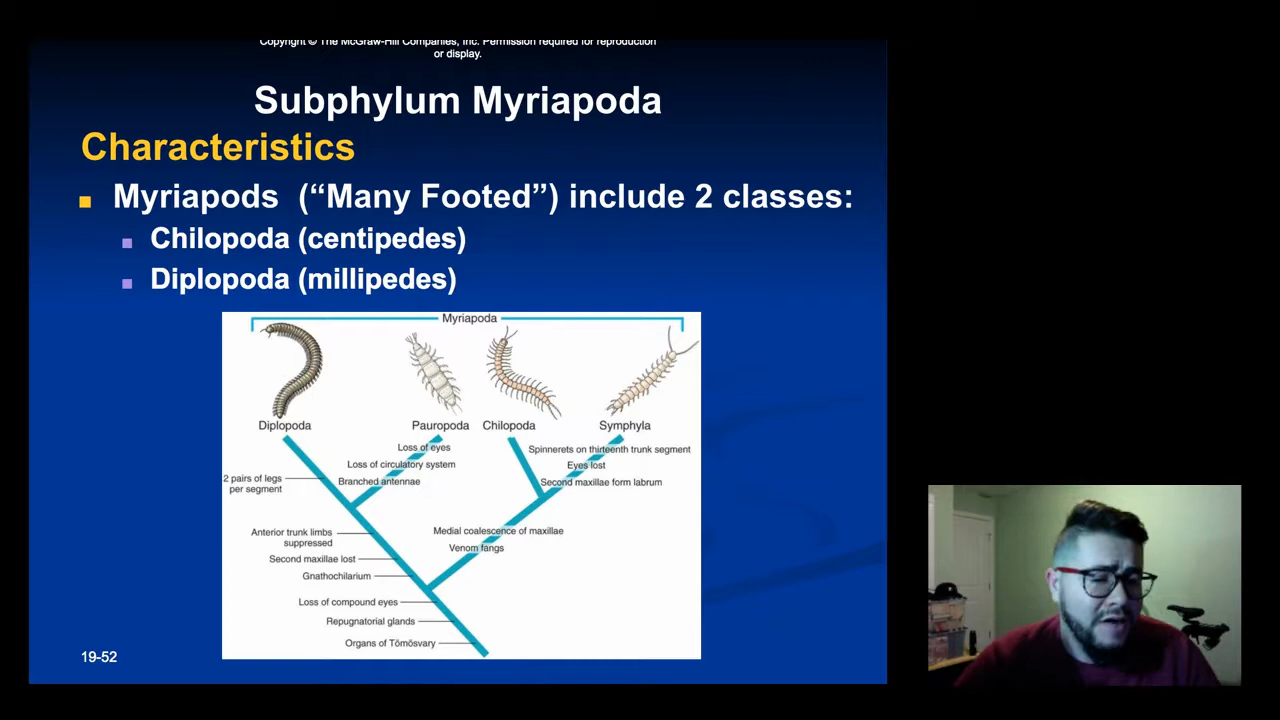 Copyright © The McGraw-Hill Companies, Inc. Permission required for reproduction
or display.
Subphylum Myriapoda
Characteristics
Myriapods (“Many Footed”) include 2 classes:
Chilopoda (centipedes)
Diplopoda (millipedes)
Myriapoda
Diplopoda
Pauropoda
Chilopoda
Symphyla
Loss of eyes
Loss of circulatory system
Branched antennae
Spinnerets on thirteenth trunk segment
Eyes lost
Second maxillae form labrum
2 pairs of legs
per segment
Anterior trunk limbs
suppressed
Second maxillae lost
Gnathochilarium
Medial coalescence of maxillae
Venom fangs
Loss of compound eyes
Repugnatorial glands
Organs of Tömösvary
19-52